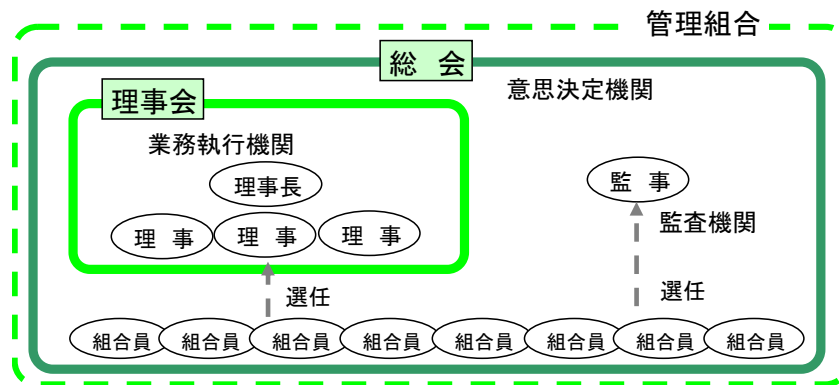 管理組合
総 会
意思決定機関
理事会
業務執行機関
理事長
理 事
理 事
理 事
監 事
監査機関
選任
選任
組合員
組合員
組合員
組合員
組合員
組合員
組合員
組合員